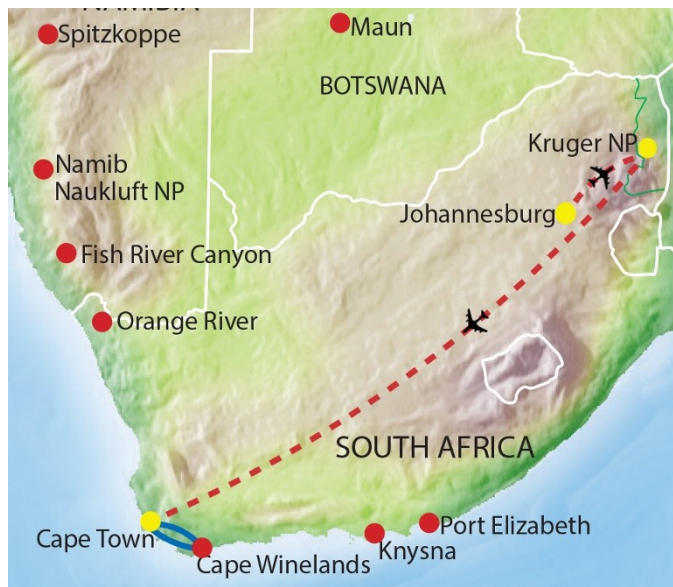 NAMIBIA
Spitzkoppe
Maun
BOTSWANA
Kruger NP
Namib
Naukluft NP
Johannesburg
Fish River Canyon
Orange River
SOUTH AFRICA
Cape Town
Port Elizabeth
Knysna
Cape Winelands